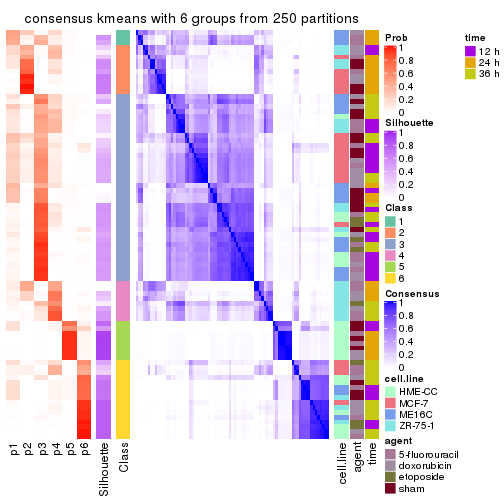 consensus kmeans with 6 groups from 250 partitions
Prob
1
0.8
0.6
0.4
0.2
0
time
12 h
24 h
36 h
Silhouette
1
0.8
0.6
0.4
0.2
0
Class
1
2
3
4
5
6
Consensus
1
0.8
0.6
0.4
0.2
0
cell.line
HME-CC
MCF-7
ME16C
ZR-75-1
agent
5-fluorouracil
doxorubicin
etoposide
sham
p1
p2
p3
p4
p5
p6
Silhouette
Class
cell.line
agent
time